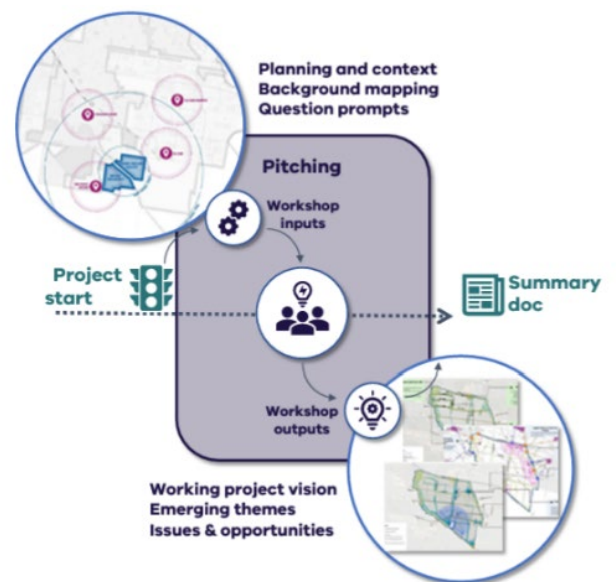 Planning and context
Background mapping
Question prompts
Pitching
Workshop
inputs
Project
start
Summary
doc
Workshop
outputs
Working project vision
Emerging themes
Issues & opportunities